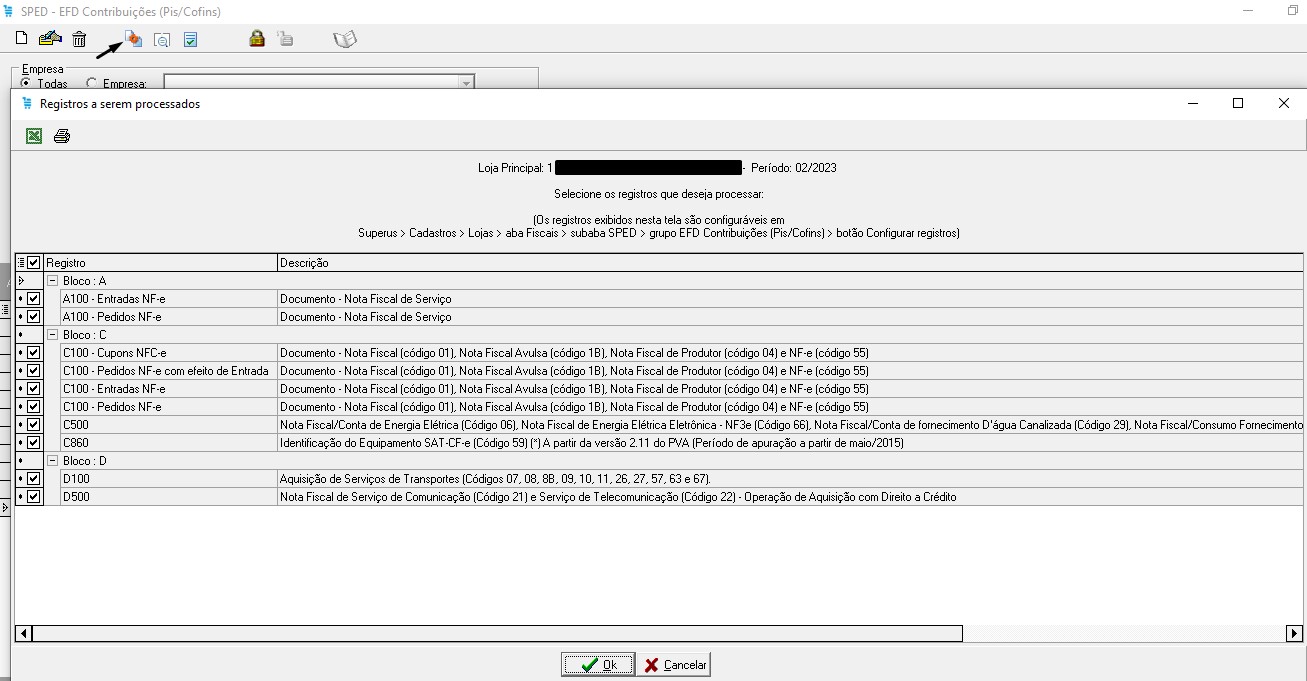 SPED - EFD Contribuições (Pis/Cofins)
Empresa
Todas Empresa:
Registros a serem processados
Loja Principal: 1 - Período: 02/2023
Selecione os registros que deseja processar:
(Os registros exibidos nesta tela são configuráveis em
Superus > Cadastros > Lojas > aba Fiscais > subaba SPED > grupo EFD Contribuições (Pis/Cofins) > botão Configurar registros)
Registro Descrição
Bloco : A
A100 - Entradas NF-e Documento - Nota Fiscal de Serviço
A100 - Pedidos NF-e Documento - Nota Fiscal de Serviço
Bloco : C
C100 - Cupons NFC-e Documento - Nota Fiscal (código 01), Nota Fiscal Avulsa (código 1B), Nota Fiscal de Produtor (código 04) e NF-e (código 55)
C100 - Pedidos NF-e com efeito de Entrada Documento - Nota Fiscal (código 01), Nota Fiscal Avulsa (código 1B), Nota Fiscal de Produtor (código 04) e NF-e (código 55)
C100 - Entradas NF-e Documento - Nota Fiscal (código 01), Nota Fiscal Avulsa (código 1B), Nota Fiscal de Produtor (código 04) e NF-e (código 55)
C100 - Pedidos NF-e Documento - Nota Fiscal (código 01), Nota Fiscal Avulsa (código 1B), Nota Fiscal de Produtor (código 04) e NF-e (código 55)
C500 Nota Fiscal/Conta de Energia Elétrica (Código 06), Nota Fiscal de Energia Elétrica Eletrônica - NF3e (Código 66), Nota Fiscal/Conta de fornecimento D'água Canalizada (Código 29), Nota Fiscal/Consumo Fornecimento
C860 Identificação do Equipamento SAT-CF-e (Código 59) (*) A partir da versão 2.11 do PVA (Período de apuração a partir de maio/2015)
Bloco : D
D100 Aquisição de Serviços de Transportes (Códigos 07, 08, 8B, 09, 10, 11, 26, 27, 57, 63 e 67).
D500 Nota Fiscal de Serviço de Comunicação (Código 21) e Serviço de Telecomunicação (Código 22) - Operação de Aquisição com Direito a Crédito
Ok Cancelar